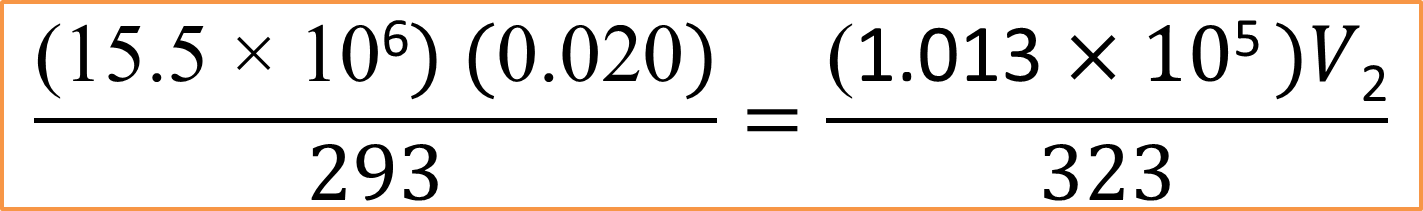 (15.5 × 10⁶) (0.020) / 293 = (1.013 × 10⁵)V₂ / 323